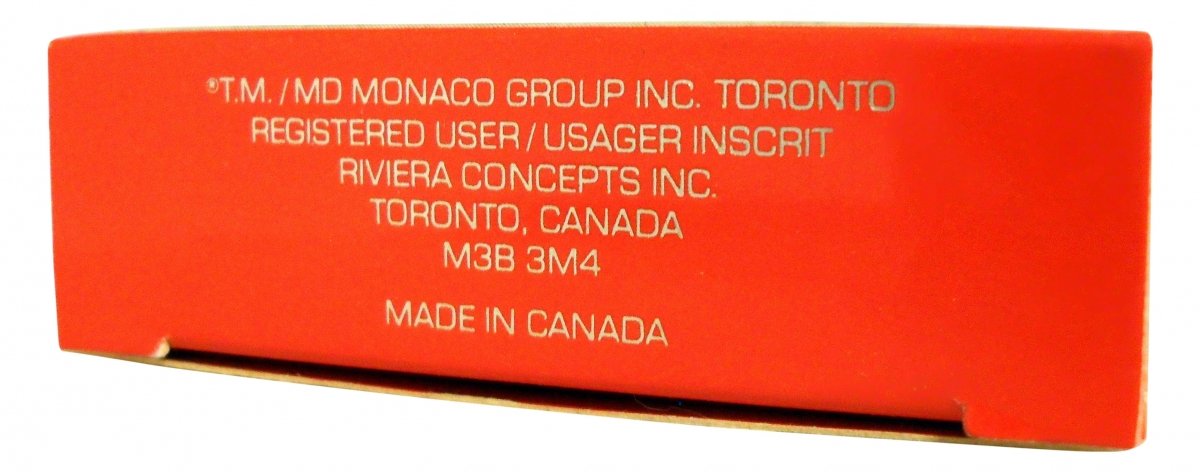 ®T.M. / MD MONACO GROUP INC. TORONTO
REGISTERED USER / USAGER INSCRIT
RIVIERA CONCEPTS INC.
TORONTO, CANADA
M3B 3M4
MADE IN CANADA